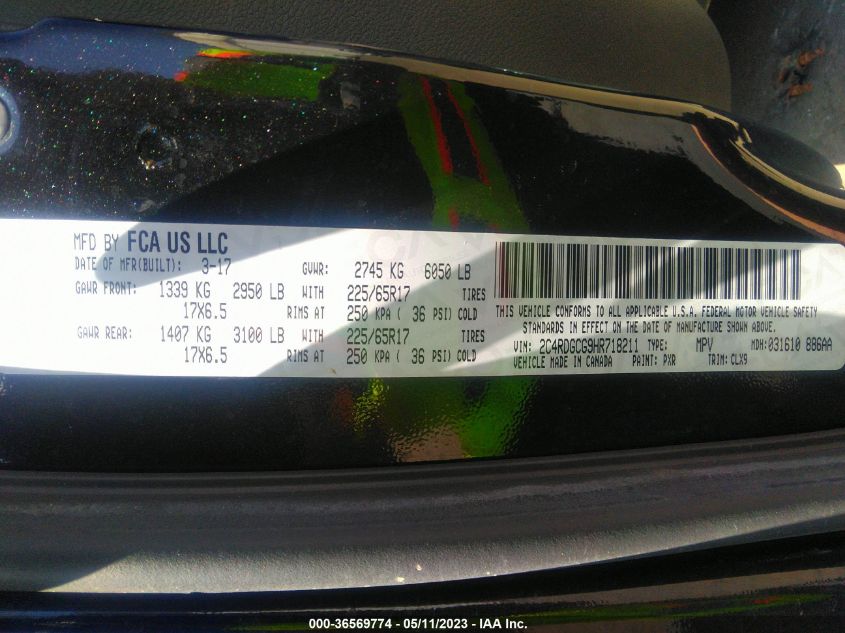 MFD BY FCA US LLC
DATE OF MFR(BUILT): 3-17 GVWR: 2745 KG 6050 LB
GAWR FRONT: 1339 KG 2950 LB WITH 225/65R17 TIRES
17X6.5 RIMS AT 250 KPA ( 36 PSI) COLD
GAWR REAR: 1407 KG 3100 LB WITH 225/65R17 TIRES
17X6.5 RIMS AT 250 KPA ( 36 PSI) COLD
THIS VEHICLE CONFORMS TO ALL APPLICABLE U.S.A. FEDERAL MOTOR VEHICLE SAFETY
STANDARDS IN EFFECT ON THE DATE OF MANUFACTURE SHOWN ABOVE.
VIN: 2C4RDGCG9HR718211 TYPE: MPV MDH: 031610 886AA
VEHICLE MADE IN CANADA PAINT: PXR TRIM: CLX9
000-36569774 - 05/11/2023 - IAA Inc.